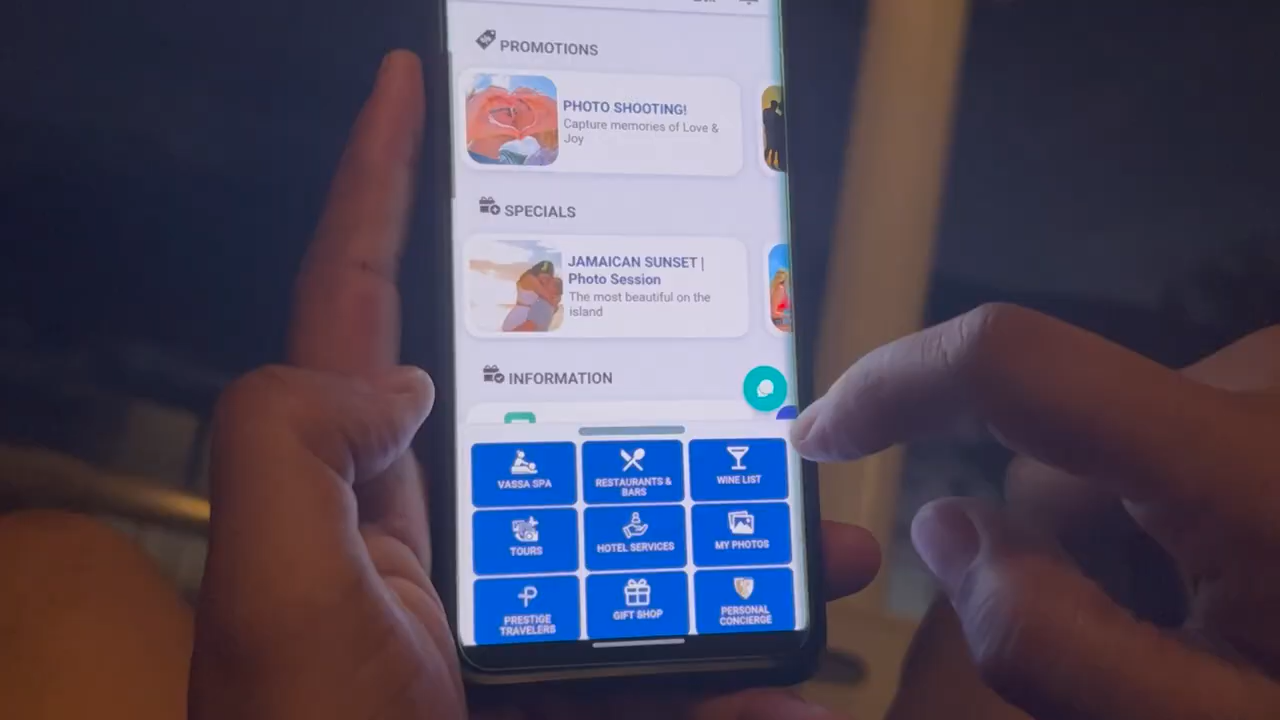 PROMOTIONS
PHOTO SHOOTING!
Capture memories of Love &
Joy
SPECIALS
JAMAICAN SUNSET |
Photo Session
The most beautiful on the
island
INFORMATION
VASSA SPA
RESTAURANTS &
BARS
WINE LIST
TOURS
HOTEL SERVICES
MY PHOTOS
PRESTIGE
TRAVELERS
GIFT SHOP
PERSONAL
CONCIERGE